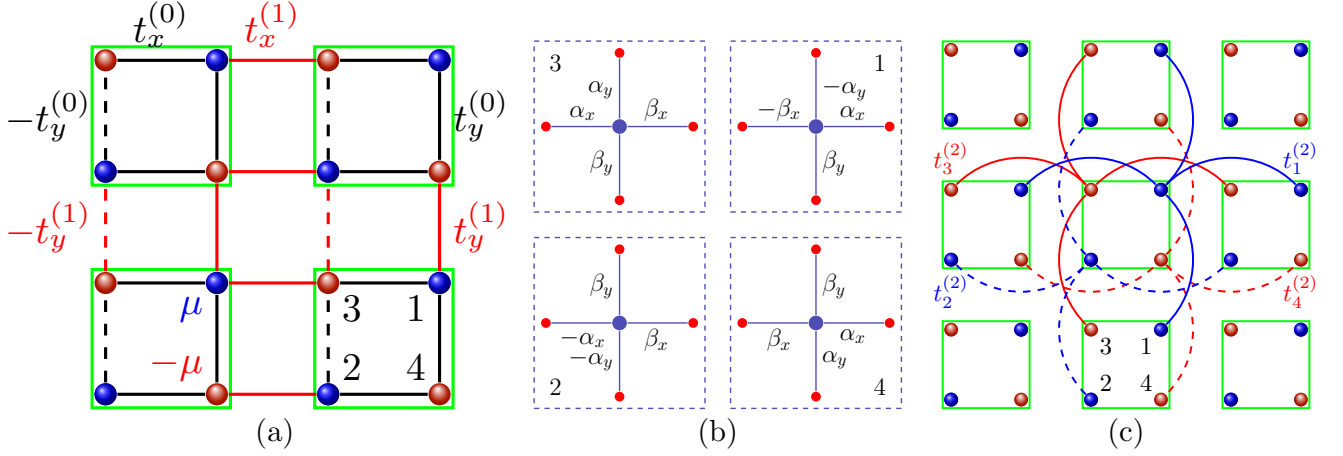 t_x^{(0)} t_x^{(1)}
-t_y^{(0)} t_y^{(0)}
-t_y^{(1)} t_y^{(1)}
μ 3 1
-μ 2 4
(a)
3 1
α_y -α_y
α_x β_x -β_x α_x
β_y β_y
β_y β_y
-α_x β_x β_x α_x
-α_y α_y
2 4
(b)
t_3^{(2)} t_1^{(2)}
t_2^{(2)} t_4^{(2)}
3 1
2 4
(c)